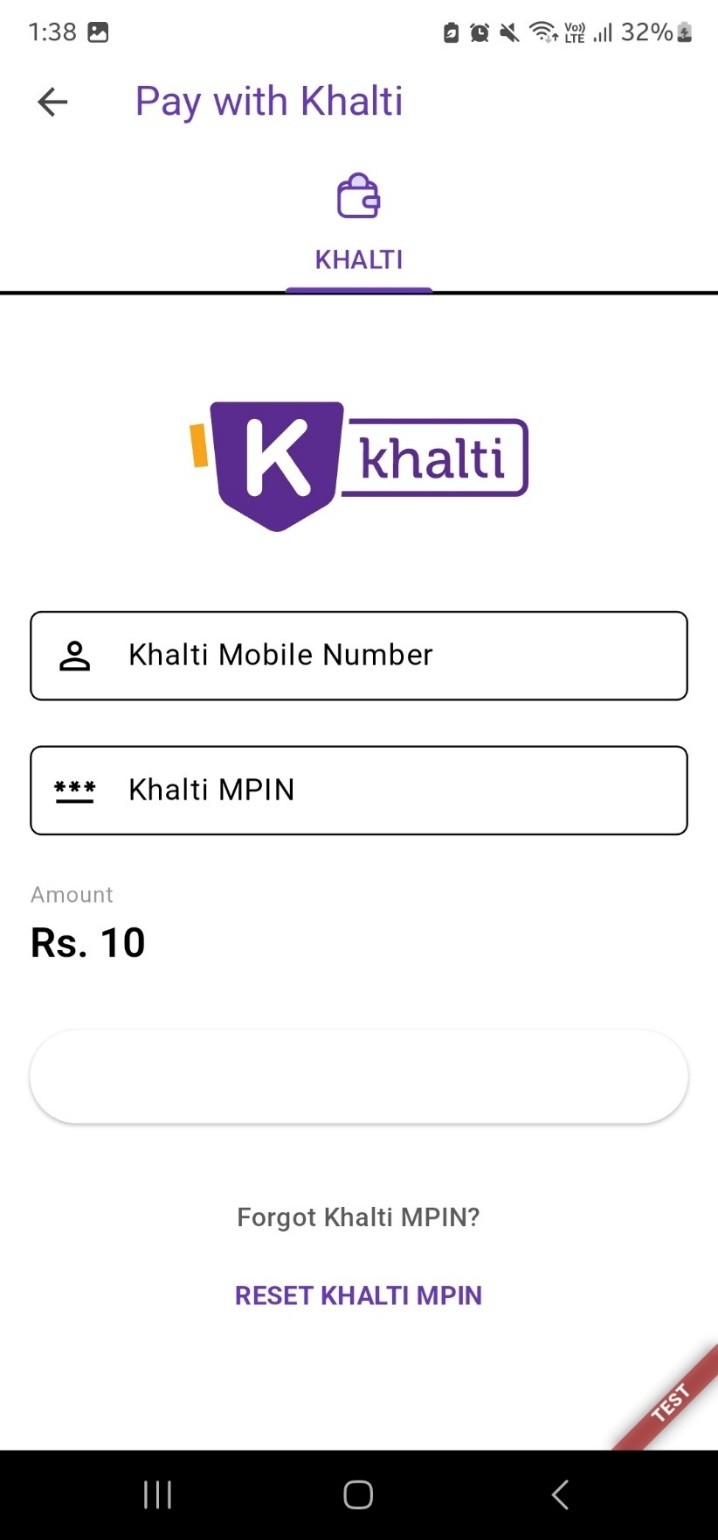 1:38
Vo))
LTE
32%
Pay with Khalti
KHALTI
K khalti
Khalti Mobile Number
*** Khalti MPIN
Amount
Rs. 10
Forgot Khalti MPIN?
RESET KHALTI MPIN
TEST